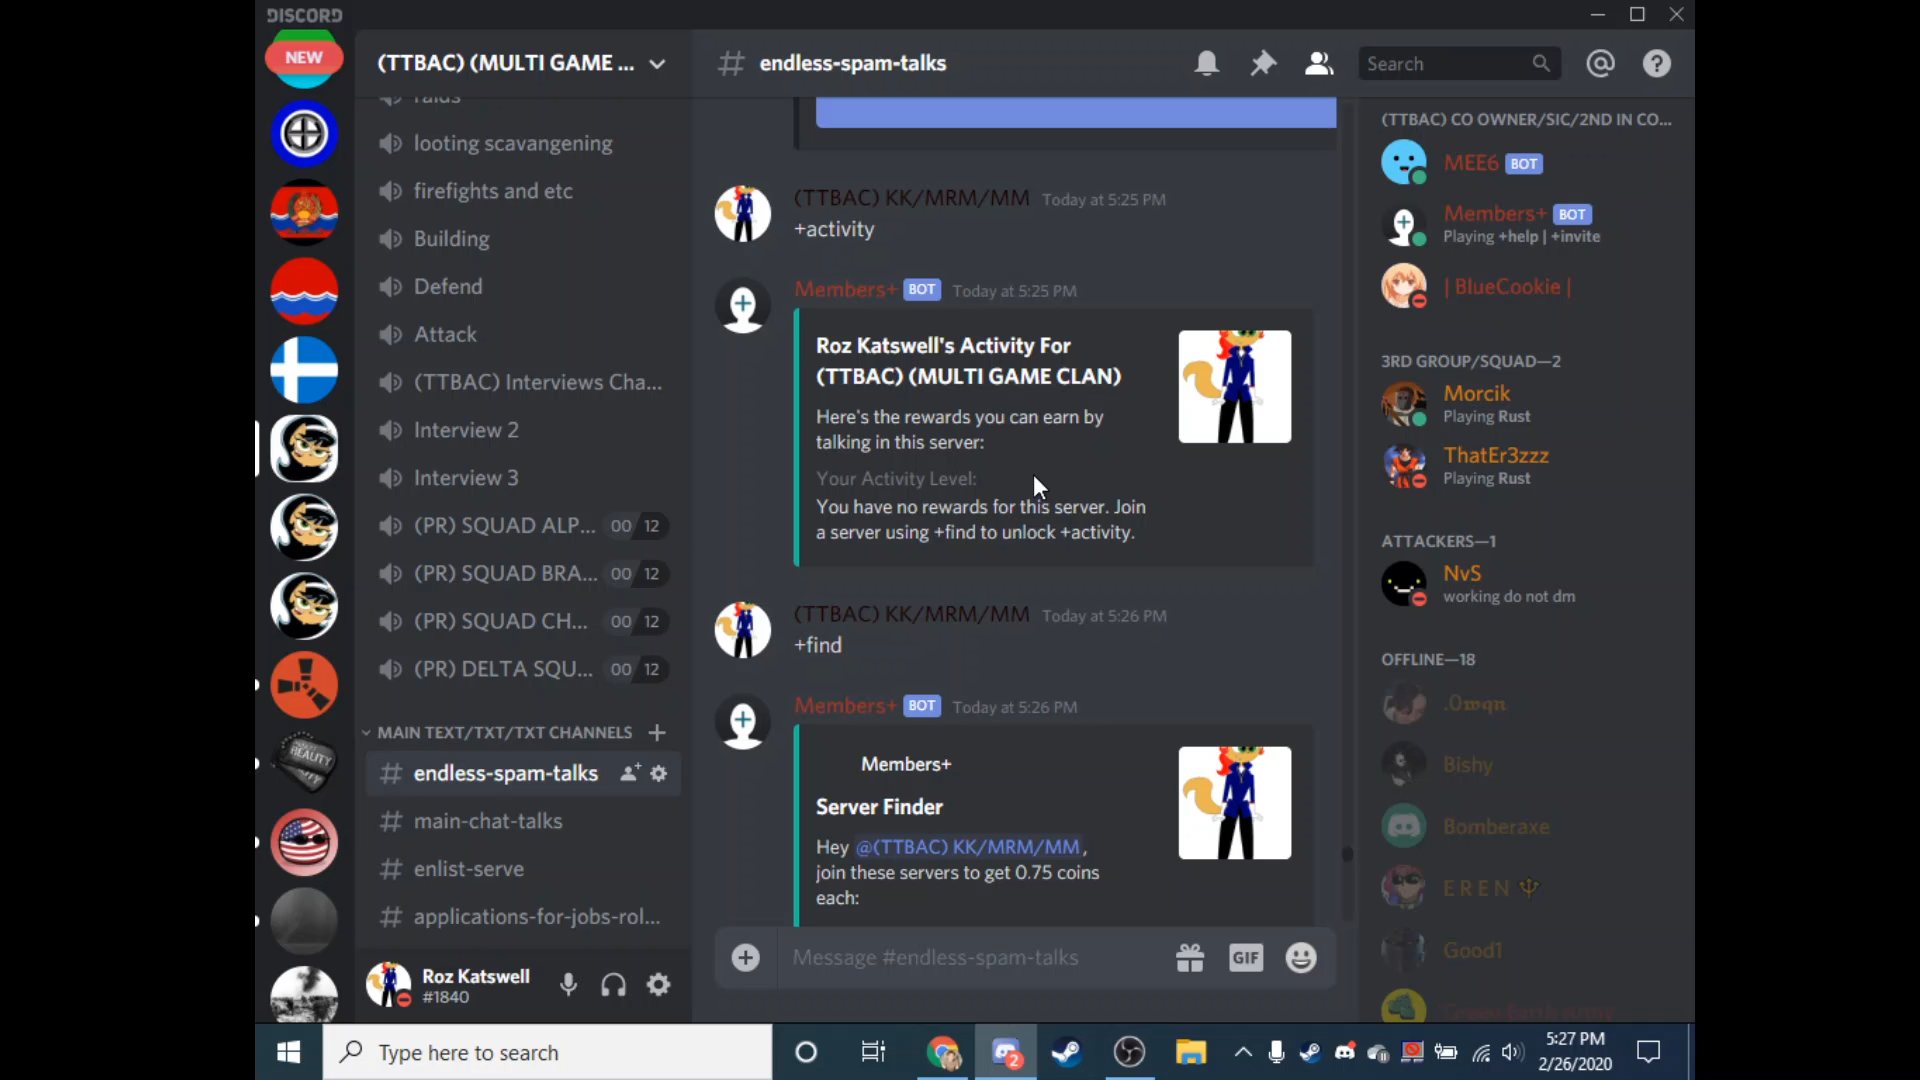 DISCORD
NEW
(TTBAC) (MULTI GAME ...
raids
looting scavangening
firefights and etc
Building
Defend
Attack
(TTBAC) Interviews Cha...
Interview 2
Interview 3
(PR) SQUAD ALP... 00 12
(PR) SQUAD BRA... 00 12
(PR) SQUAD CH... 00 12
(PR) DELTA SQU... 00 12
MAIN TEXT/TXT/TXT CHANNELS
# endless-spam-talks
# main-chat-talks
# enlist-serve
# applications-for-jobs-rol...
Roz Katswell
#1840
# endless-spam-talks
Search
(TTBAC) KK/MRM/MM Today at 5:25 PM
+activity
Members+ BOT Today at 5:25 PM
Roz Katswell's Activity For
(TTBAC) (MULTI GAME CLAN)
Here's the rewards you can earn by
talking in this server:
Your Activity Level:
You have no rewards for this server. Join
a server using +find to unlock +activity.
(TTBAC) KK/MRM/MM Today at 5:26 PM
+find
Members+ BOT Today at 5:26 PM
Members+
Server Finder
Hey @(TTBAC) KK/MRM/MM,
join these servers to get 0.75 coins
each:
Message #endless-spam-talks
GIF
(TTBAC) CO OWNER/SIC/2ND IN CO...
MEE6 BOT
Members+ BOT
Playing +help | +invite
| BlueCookie |
3RD GROUP/SQUAD—2
Morcik
Playing Rust
ThatEr3zzz
Playing Rust
ATTACKERS—1
NvS
working do not dm
OFFLINE—18
Bishy
Bomberaxe
E R E N
Good1
Type here to search
2
5:27 PM
2/26/2020